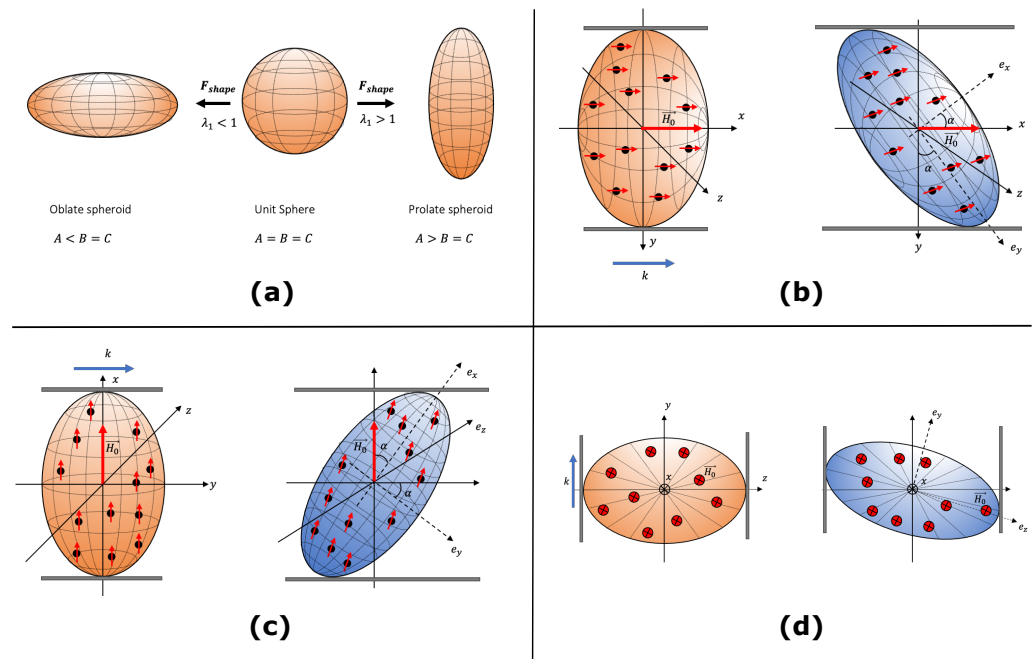 F_shape
λ₁ < 1
F_shape
λ₁ > 1
Oblate spheroid
Unit Sphere
Prolate spheroid
A < B = C
A = B = C
A > B = C
(a)
H₀
x
z
y
k
e_x
α
H₀
x
α
z
y
e_y
(b)
k
x
z
H₀
y
e_x
e_z
H₀
α
α
e_y
(c)
y
k
H₀
x
z
e_y
x
H₀
e_z
(d)